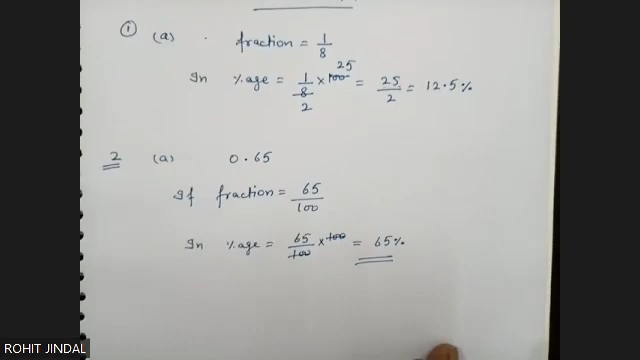 ① (a) fraction = 1/8
In %age = 1/8 × 100 = 25/2 = 12.5%
25
2
2 (a) 0.65
If fraction = 65/100
In %age = 65/100 × 100 = 65%
ROHIT JINDAL